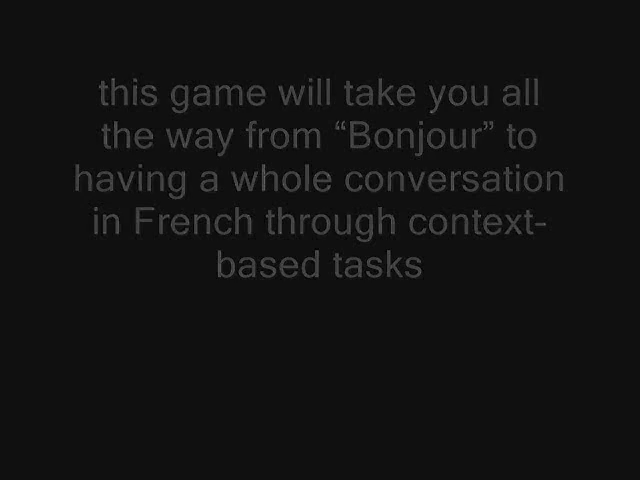 this game will take you all
the way from “Bonjour” to
having a whole conversation
in French through context-
based tasks